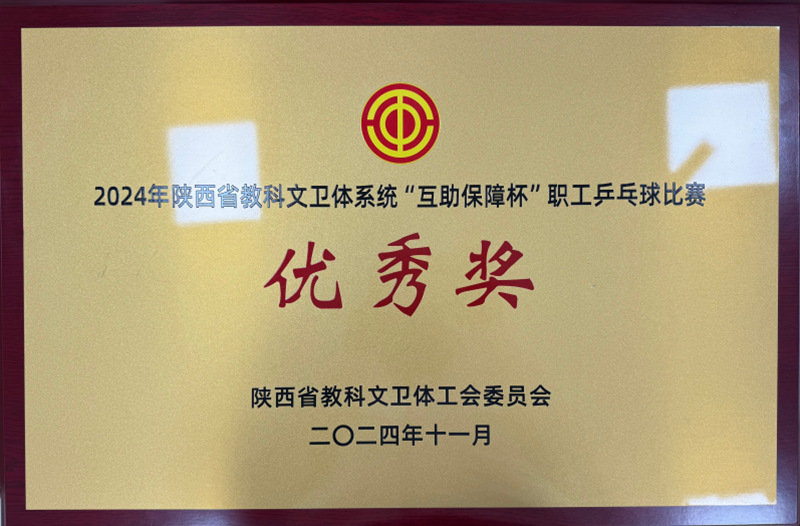 2024年陕西省教科文卫体系统“互助保障杯”职工乒乓球比赛
优秀奖
陕西省教科文卫体工会委员会
二〇二四年十一月